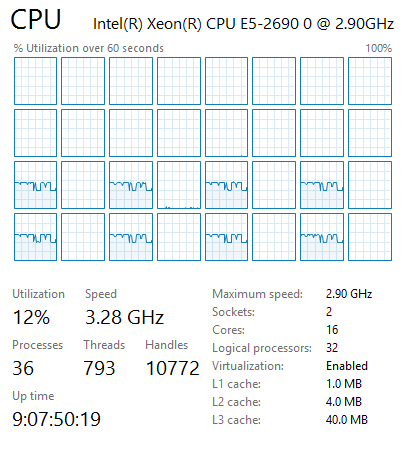 CPU Intel(R) Xeon(R) CPU E5-2690 0 @ 2.90GHz
% Utilization over 60 seconds 100%
Utilization Speed
12% 3.28 GHz
Processes Threads Handles
36 793 10772
Up time
9:07:50:19
Maximum speed: 2.90 GHz
Sockets: 2
Cores: 16
Logical processors: 32
Virtualization: Enabled
L1 cache: 1.0 MB
L2 cache: 4.0 MB
L3 cache: 40.0 MB